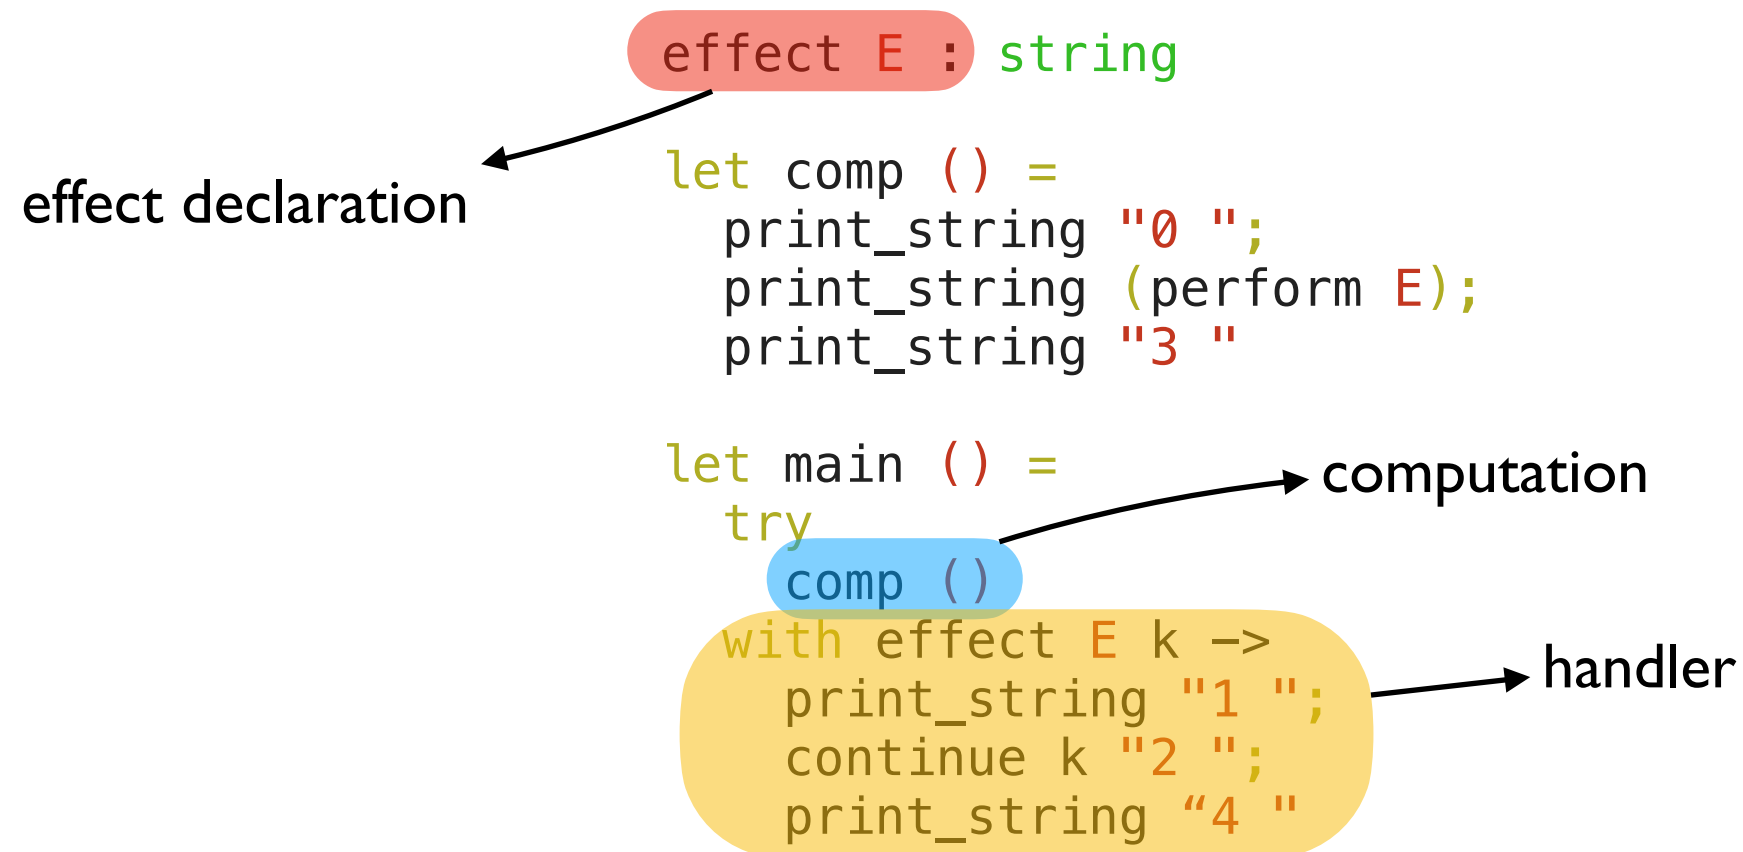 effect E : string
effect declaration
let comp () =
print_string "0 ";
print_string (perform E);
print_string "3 "
let main () =
computation
try
comp ()
with effect E k ->
handler
print_string "1 ";
continue k "2 ";
print_string “4 "